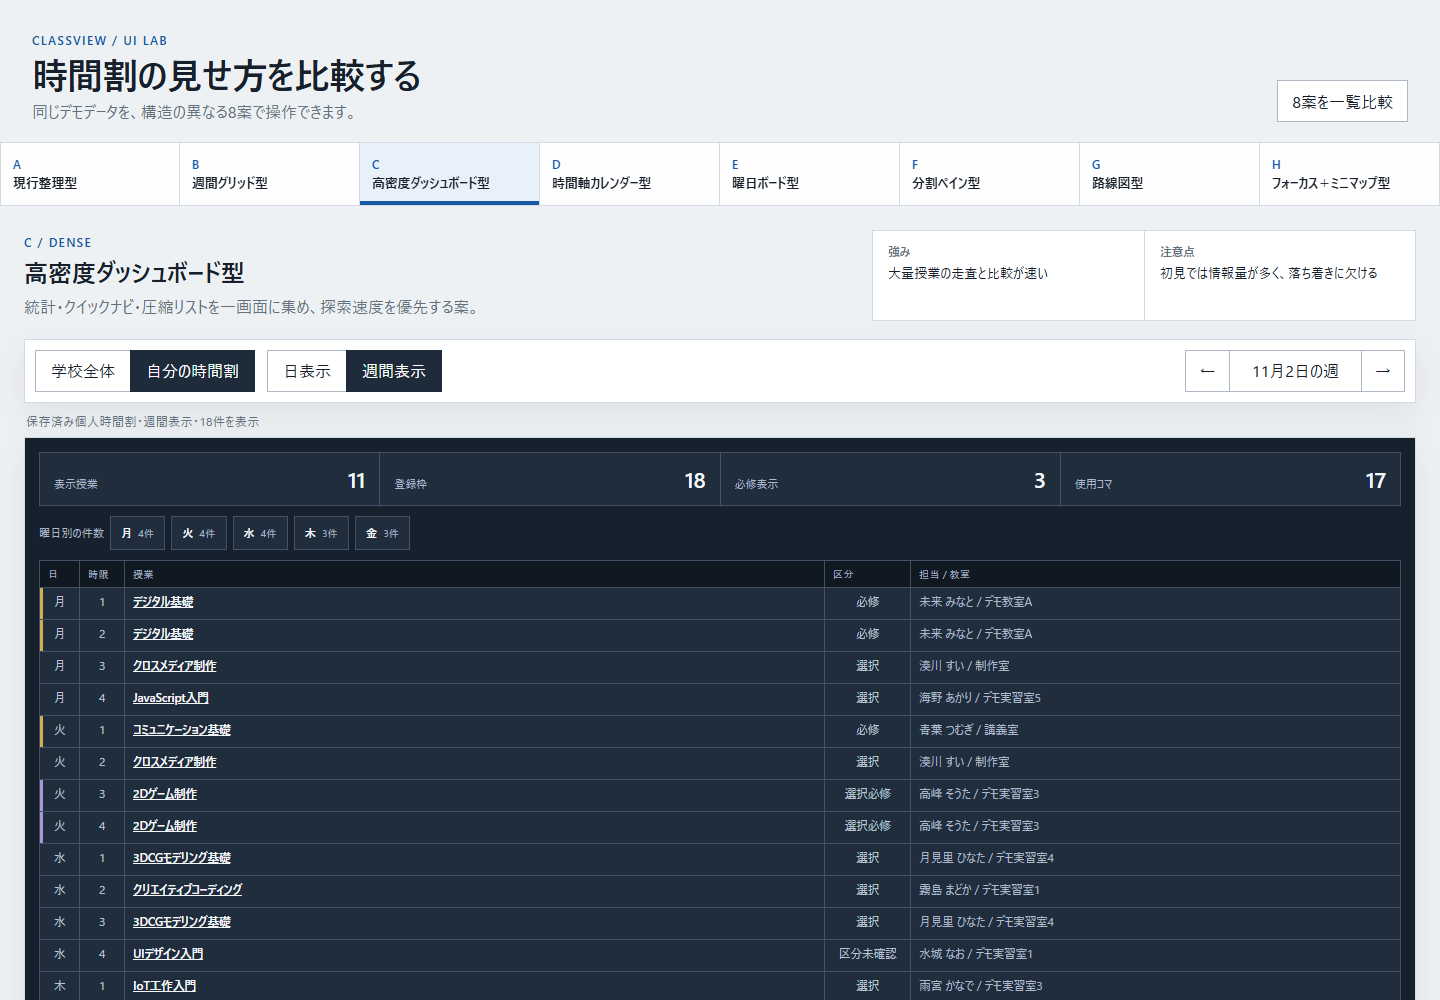 CLASSVIEW / UI LAB
時間割の見せ方を比較する
同じデモデータを、構造の異なる8案で操作できます。
8案を一覧比較
A
現行整理型
B
週間グリッド型
C
高密度ダッシュボード型
D
時間軸カレンダー型
E
曜日ボード型
F
分割ペイン型
G
路線図型
H
フォーカス＋ミニマップ型
C / DENSE
高密度ダッシュボード型
統計・クイックナビ・圧縮リストを一画面に集め、探索速度を優先する案。
強み
大量授業の走査と比較が速い
注意点
初見では情報量が多く、落ち着きに欠ける
学校全体 自分の時間割 日表示 週間表示 ← 11月2日の週 →
保存済み個人時間割・週間表示・18件を表示
表示授業 11 登録枠 18 必修表示 3 使用コマ 17
曜日別の件数 月 4件 火 4件 水 4件 木 3件 金 3件
日 時限 授業 区分 担当 / 教室
月 1 デジタル基礎 必修 未来 みなと / デモ教室A
月 2 デジタル基礎 必修 未来 みなと / デモ教室A
月 3 クロスメディア制作 選択 湊川 すい / 制作室
月 4 JavaScript入門 選択 海野 あかり / デモ実習室5
火 1 コミュニケーション基礎 必修 青葉 つむぎ / 講義室
火 2 クロスメディア制作 選択 湊川 すい / 制作室
火 3 2Dゲーム制作 選択必修 高峰 そうた / デモ実習室3
火 4 2Dゲーム制作 選択必修 高峰 そうた / デモ実習室3
水 1 3DCGモデリング基礎 選択 月見里 ひなた / デモ実習室4
水 2 クリエイティブコーディング 選択 霧島 まどか / デモ実習室1
水 3 3DCGモデリング基礎 選択 月見里 ひなた / デモ実習室4
水 4 UIデザイン入門 区分未確認 水城 なお / デモ実習室1
木 1 IoT工作入門 選択 雨宮 かなで / デモ実習室3